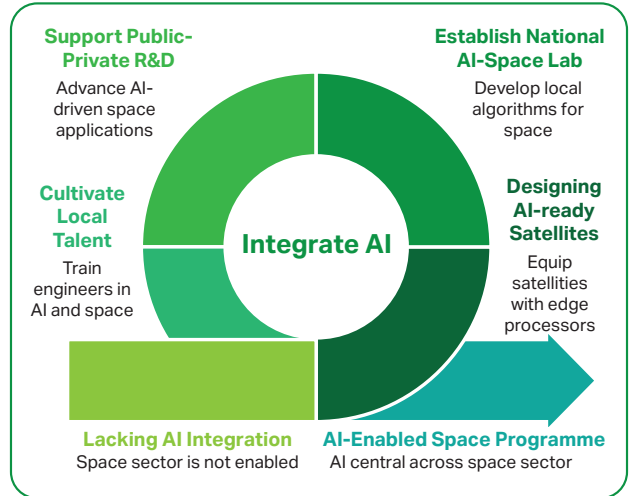 Support Public-
Private R&D
Advance AI-
driven space
applications
Establish National
AI-Space Lab
Develop local
algorithms for
space
Cultivate
Local
Talent
Train
engineers in
AI and space
Integrate AI
Designing
AI-ready
Satellites
Equip
satellities
with edge
processors
Lacking AI Integration
Space sector is not enabled
AI-Enabled Space Programme
AI central across space sector